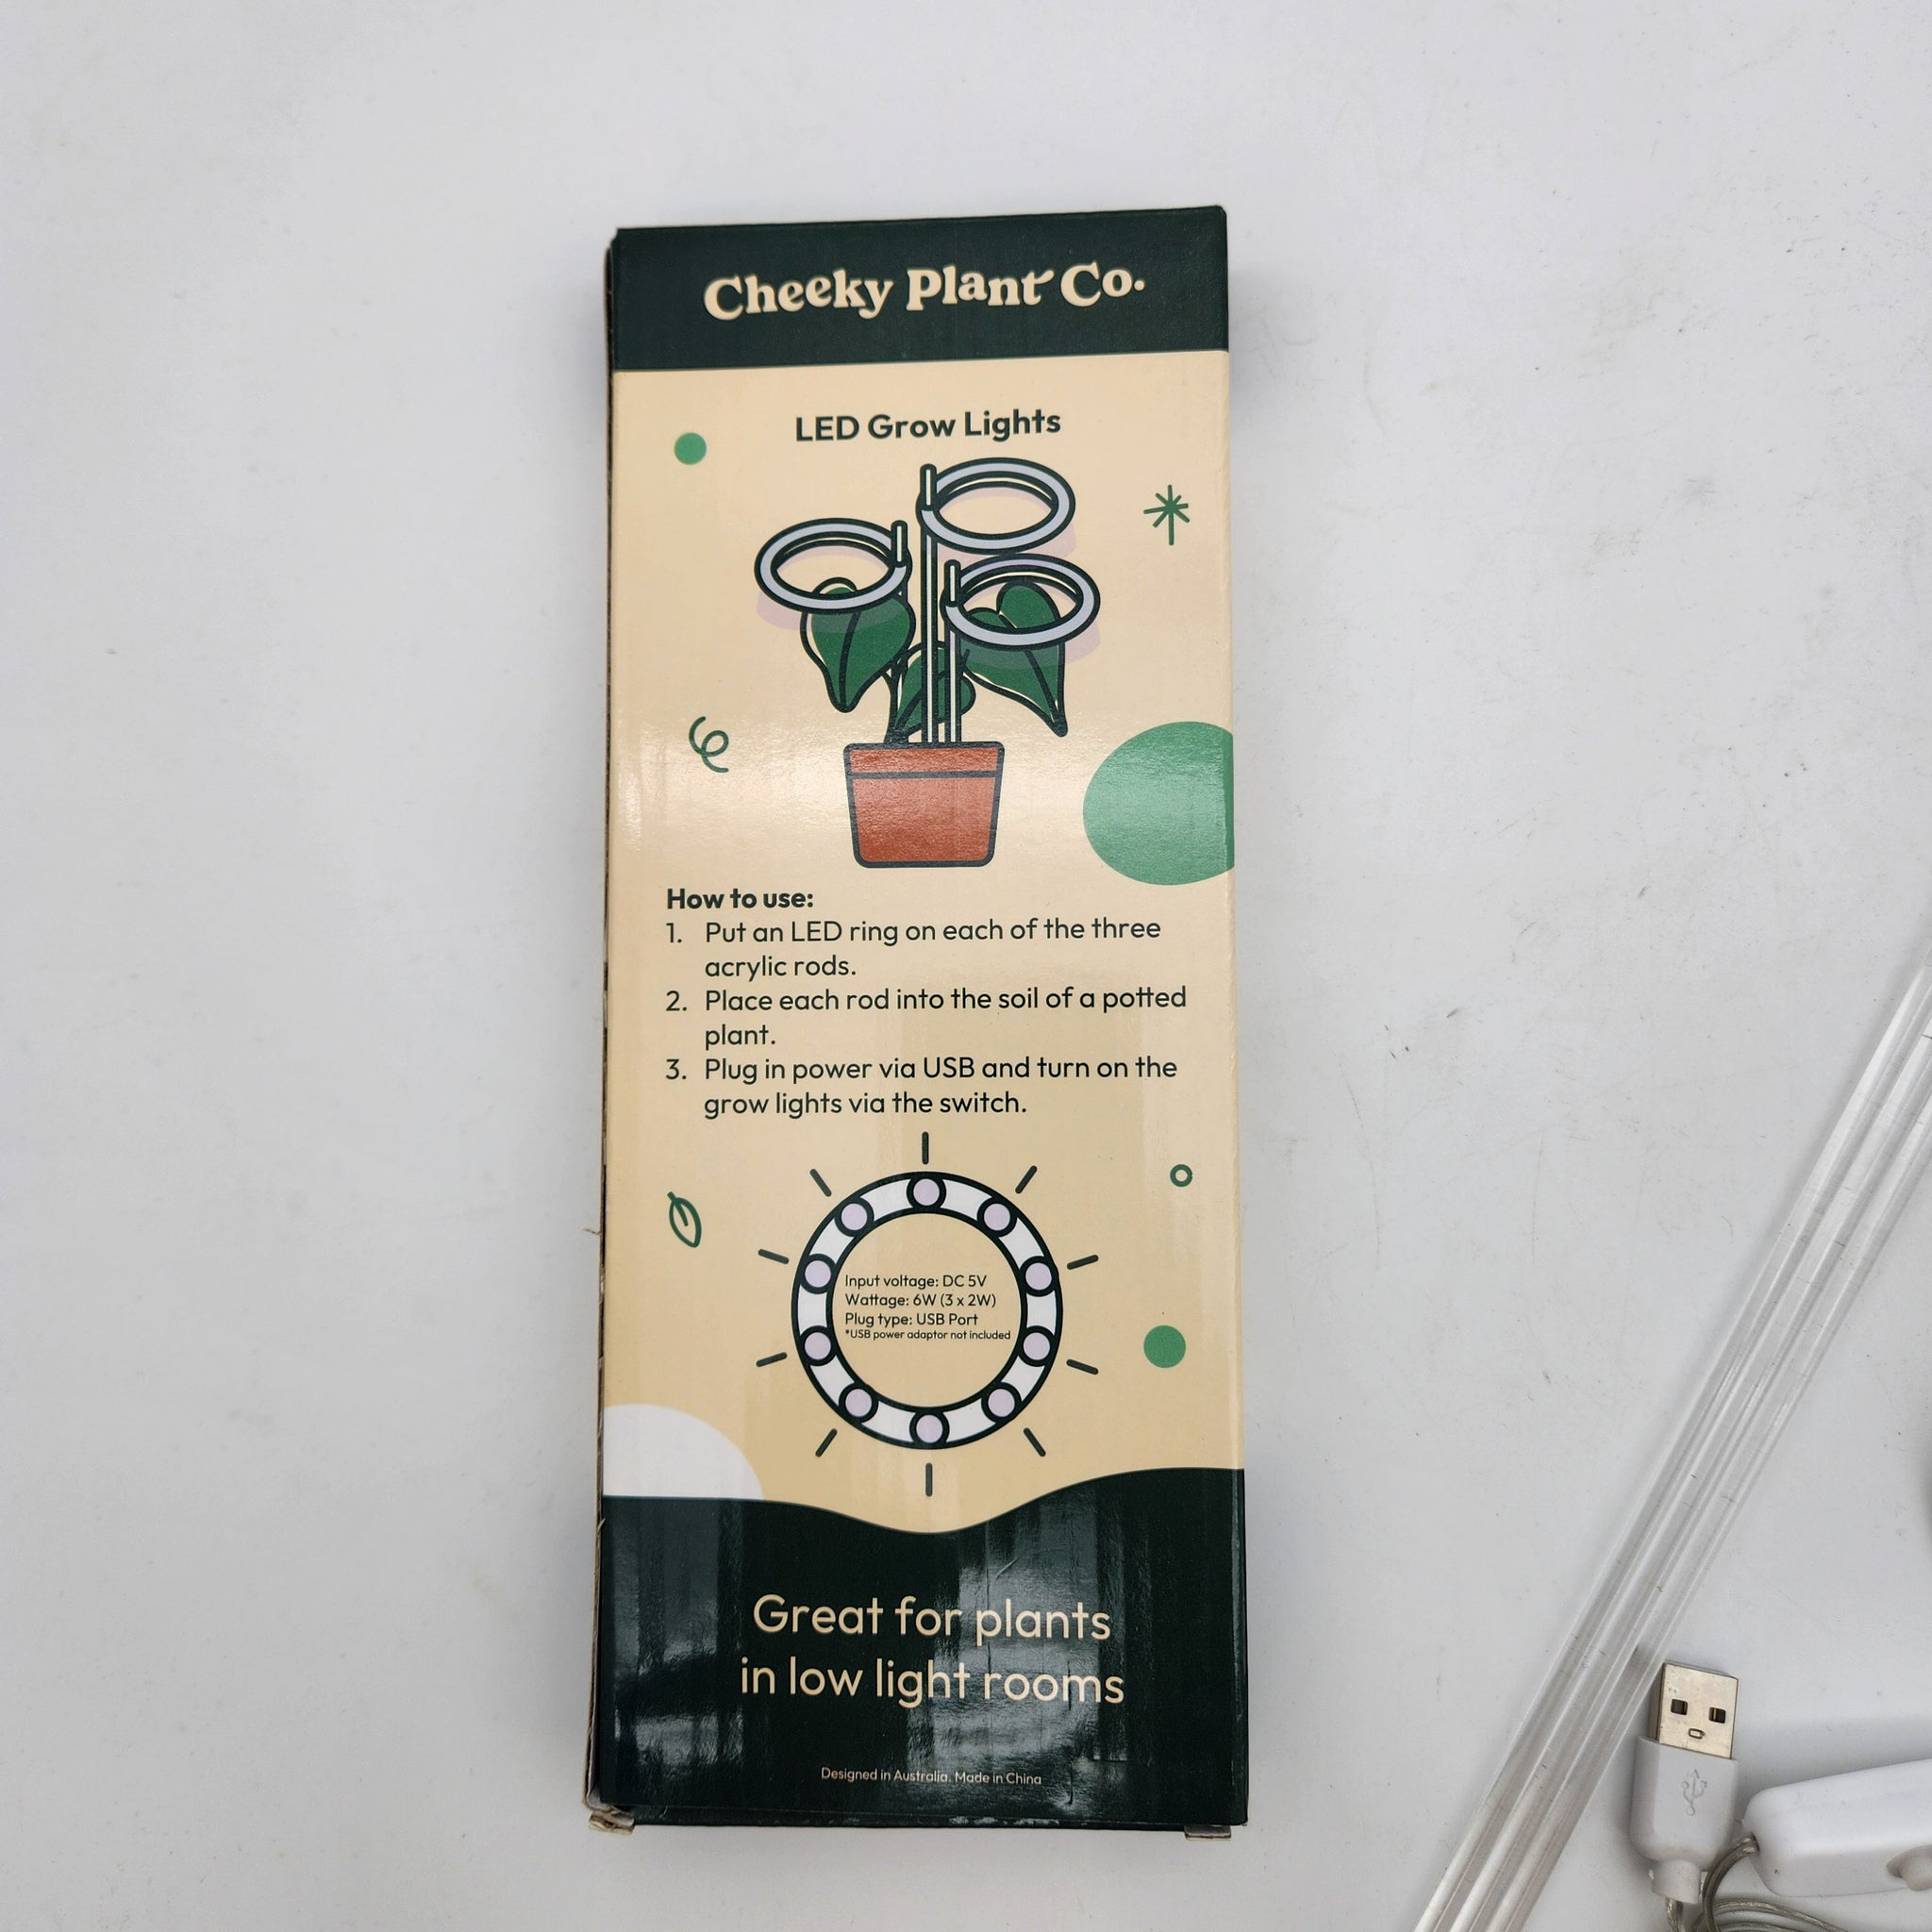 Cheeky Plant Co.
LED Grow Lights
How to use:
1. Put an LED ring on each of the three
acrylic rods.
2. Place each rod into the soil of a potted
plant.
3. Plug in power via USB and turn on the
grow lights via the switch.
Input voltage: DC 5V
Wattage: 6W (3 x 2W)
Plug type: USB Port
*USB power adaptor not included
Great for plants
in low light rooms
Designed in Australia. Made in China